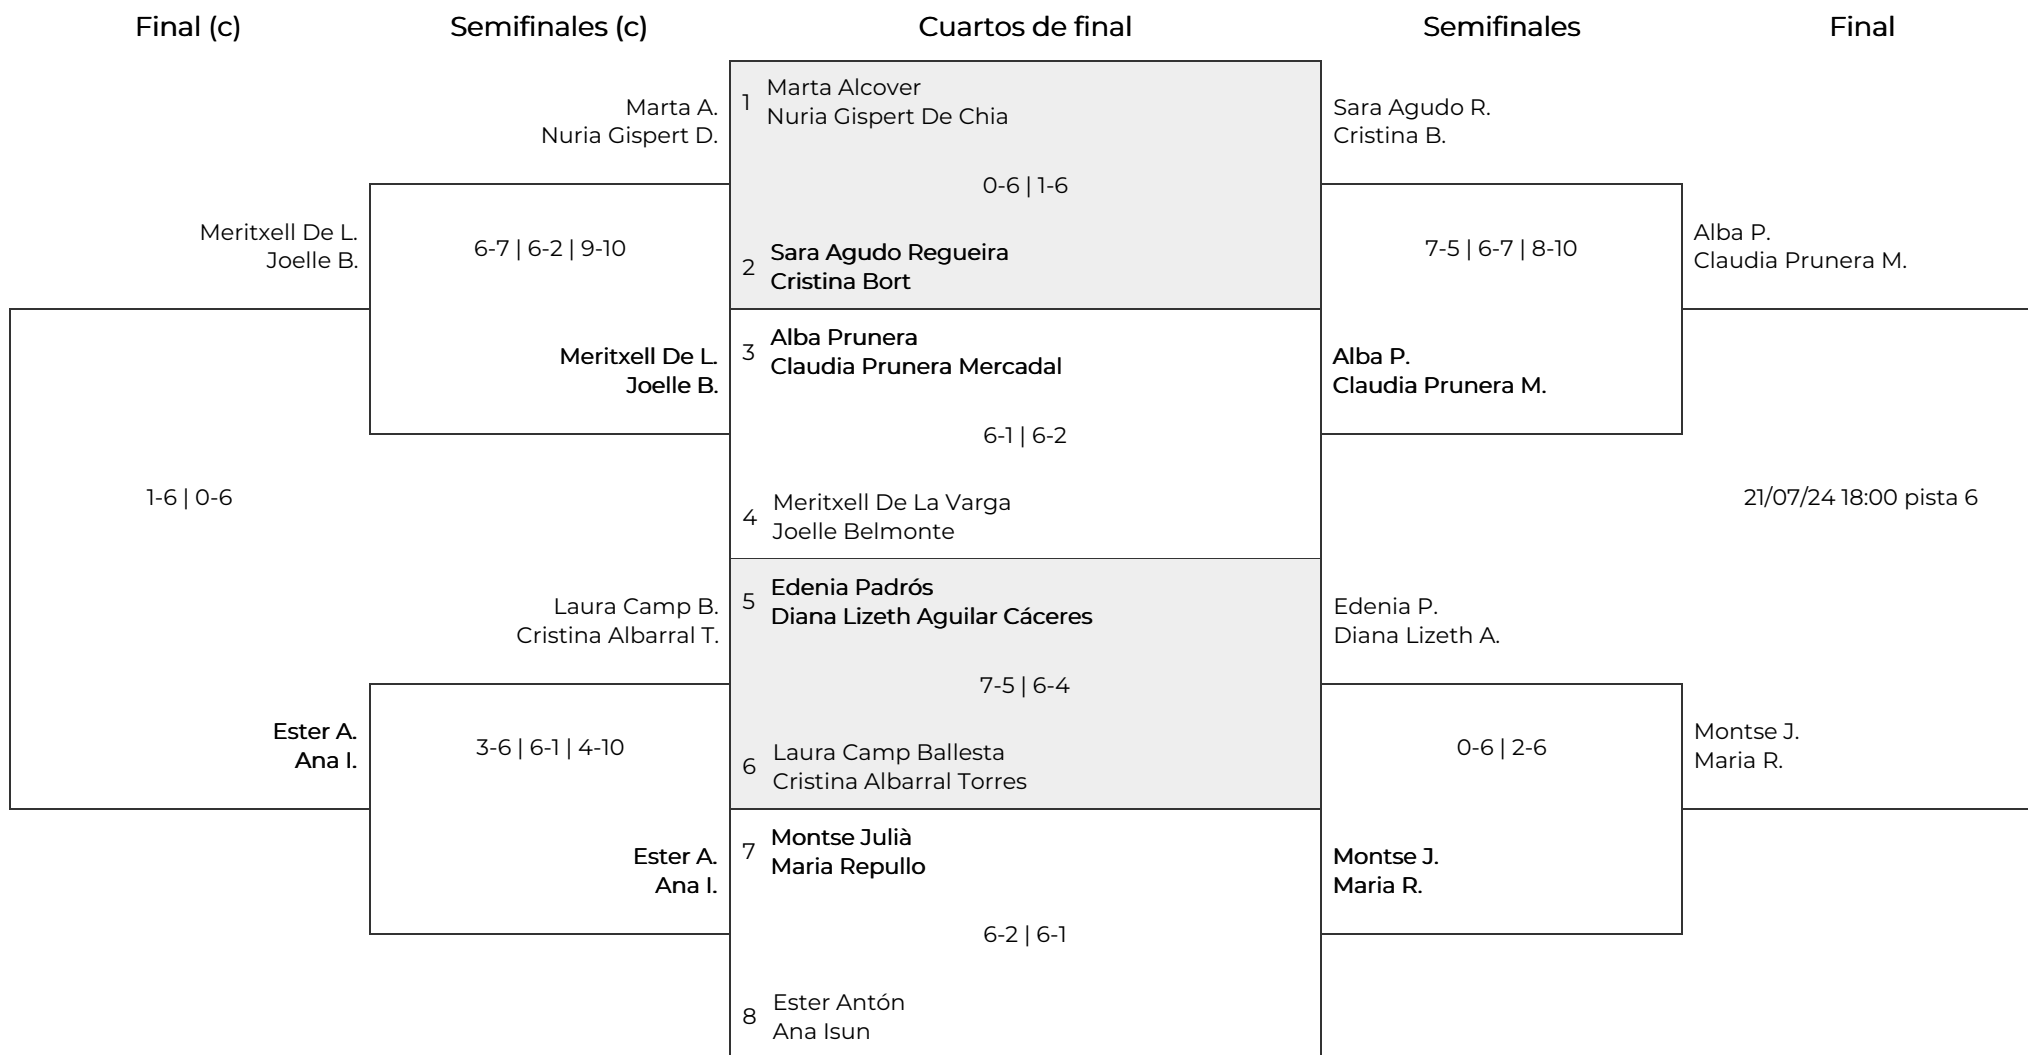 Final (c)
Semifinales (c)
Cuartos de final
Semifinales
Final
Meritxell De L.
Joelle B.
1-6 | 0-6
Ester A.
Ana I.
Marta A.
Nuria Gispert D.
6-7 | 6-2 | 9-10
Meritxell De L.
Joelle B.
Laura Camp B.
Cristina Albarral T.
3-6 | 6-1 | 4-10
Ester A.
Ana I.
1
Marta Alcover
Nuria Gispert De Chia
0-6 | 1-6
2
Sara Agudo Regueira
Cristina Bort
3
Alba Prunera
Claudia Prunera Mercadal
6-1 | 6-2
4
Meritxell De La Varga
Joelle Belmonte
5
Edenia Padrós
Diana Lizeth Aguilar Cáceres
7-5 | 6-4
6
Laura Camp Ballesta
Cristina Albarral Torres
7
Montse Julià
Maria Repullo
6-2 | 6-1
8
Ester Antón
Ana Isun
Sara Agudo R.
Cristina B.
7-5 | 6-7 | 8-10
Alba P.
Claudia Prunera M.
Edenia P.
Diana Lizeth A.
0-6 | 2-6
Montse J.
Maria R.
Alba P.
Claudia Prunera M.
21/07/24 18:00 pista 6
Montse J.
Maria R.